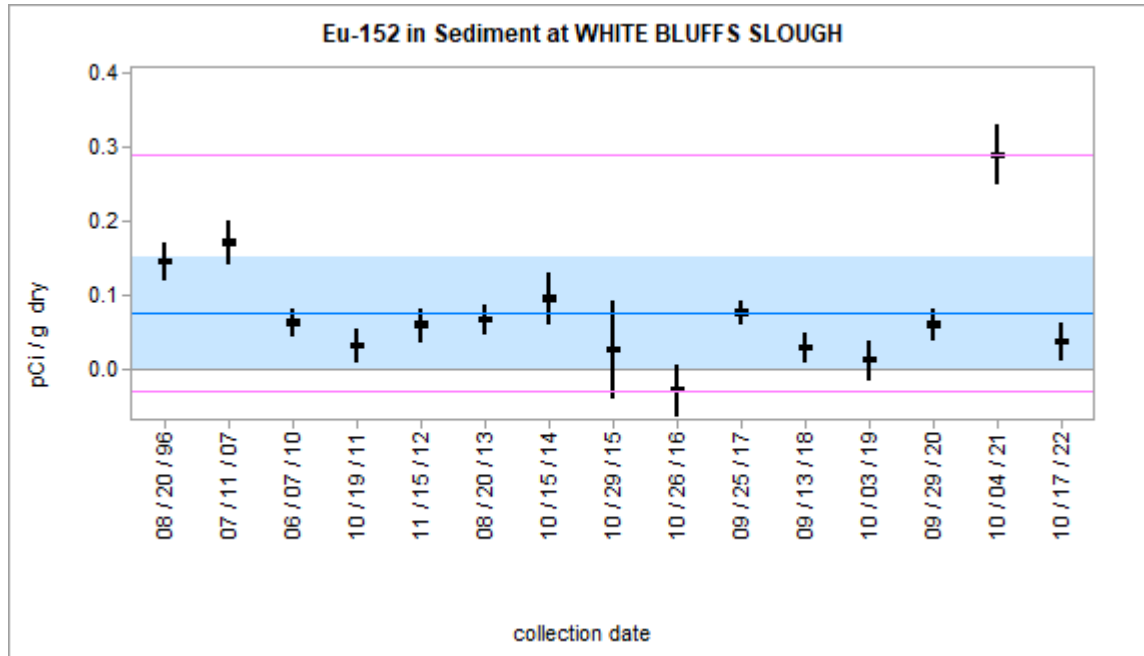 Eu-152 in Sediment at WHITE BLUFFS SLOUGH
0.4
0.3
0.2
0.1
0.0
pCi / g dry
08 / 20 / 96
07 / 11 / 07
06 / 07 / 10
10 / 19 / 11
11 / 15 / 12
08 / 20 / 13
10 / 15 / 14
10 / 29 / 15
10 / 26 / 16
09 / 25 / 17
09 / 13 / 18
10 / 03 / 19
09 / 29 / 20
10 / 04 / 21
10 / 17 / 22
collection date